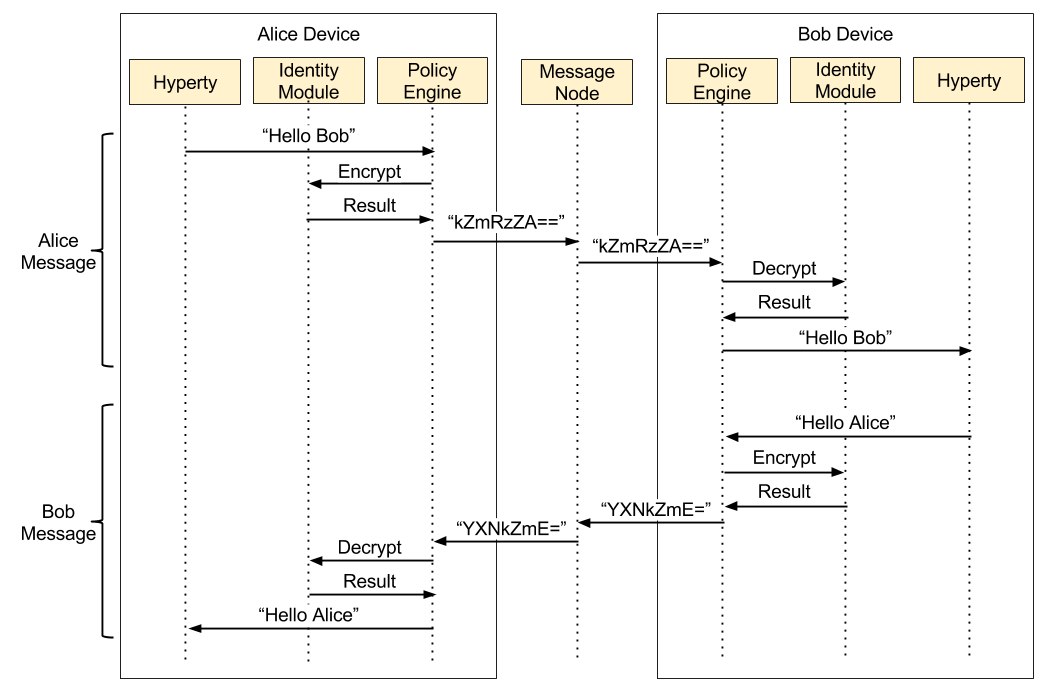 Alice Device
Bob Device
Hyperty
Identity
Module
Policy
Engine
Message
Node
Policy
Engine
Identity
Module
Hyperty
Alice
Message
“Hello Bob”
Encrypt
Result
“kZmRzZA==”
“kZmRzZA==”
Decrypt
Result
“Hello Bob”
Bob
Message
“Hello Alice”
Encrypt
Result
“YXNkZmE=”
“YXNkZmE=”
Decrypt
Result
“Hello Alice”